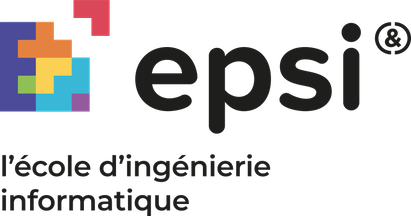 epsi &
l'école d'ingénierie
informatique